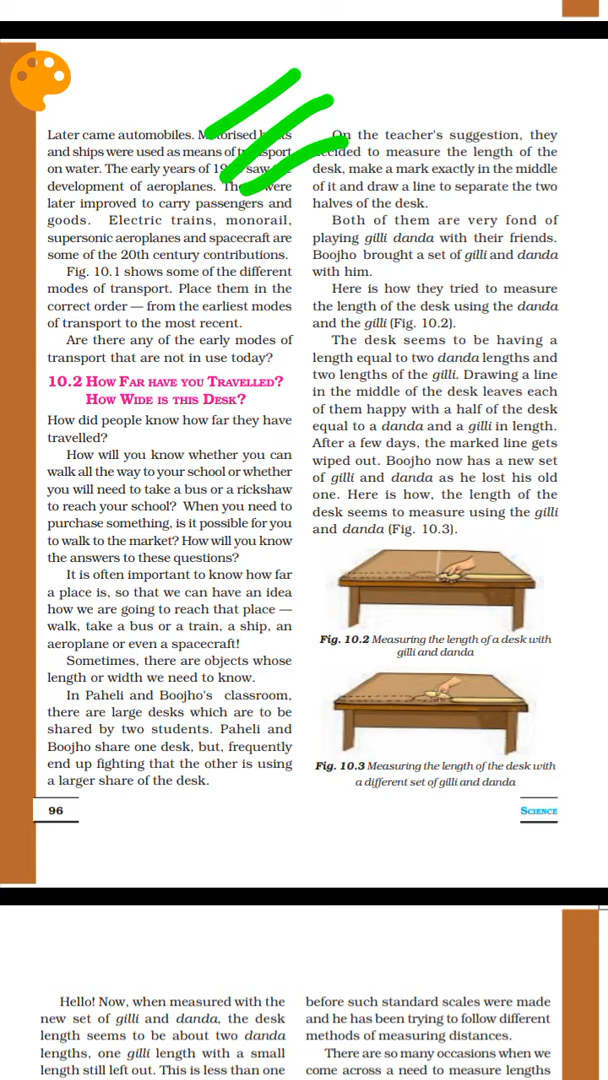 Later came automobiles.
and ships were used as means of
on water. The early years of
development of aeroplanes.
later improved to carry passengers and
goods. Electric trains, monorail,
supersonic aeroplanes and spacecraft are
some of the 20th century contributions.
Fig. 10.1 shows some of the different
modes of transport. Place them in the
correct order — from the earliest modes
of transport to the most recent.
Are there any of the early modes of
transport that are not in use today?
10.2 How Far have you Travelled?
How Wide is this Desk?
How did people know how far they have
travelled?
How will you know whether you can
walk all the way to your school or whether
you will need to take a bus or a rickshaw
to reach your school? When you need to
purchase something, is it possible for you
to walk to the market? How will you know
the answers to these questions?
It is often important to know how far
a place is, so that we can have an idea
how we are going to reach that place —
walk, take a bus or a train, a ship, an
aeroplane or even a spacecraft!
Sometimes, there are objects whose
length or width we need to know.
In Paheli and Boojho's classroom,
there are large desks which are to be
shared by two students. Paheli and
Boojho share one desk, but, frequently
end up fighting that the other is using
a larger share of the desk.
On the teacher's suggestion, they
decided to measure the length of the
desk, make a mark exactly in the middle
of it and draw a line to separate the two
halves of the desk.
Both of them are very fond of
playing gilli danda with their friends.
Boojho brought a set of gilli and danda
with him.
Here is how they tried to measure
the length of the desk using the danda
and the gilli (Fig. 10.2).
The desk seems to be having a
length equal to two danda lengths and
two lengths of the gilli. Drawing a line
in the middle of the desk leaves each
of them happy with a half of the desk
equal to a danda and a gilli in length.
After a few days, the marked line gets
wiped out. Boojho now has a new set
of gilli and danda as he lost his old
one. Here is how, the length of the
desk seems to measure using the gilli
and danda (Fig. 10.3).
Fig. 10.2 Measuring the length of a desk with
gilli and danda
Fig. 10.3 Measuring the length of the desk with
a different set of gilli and danda
96
Science
Hello! Now, when measured with the
new set of gilli and danda, the desk
length seems to be about two danda
lengths, one gilli length with a small
length still left out. This is less than one
before such standard scales were made
and he has been trying to follow different
methods of measuring distances.
There are so many occasions when we
come across a need to measure lengths